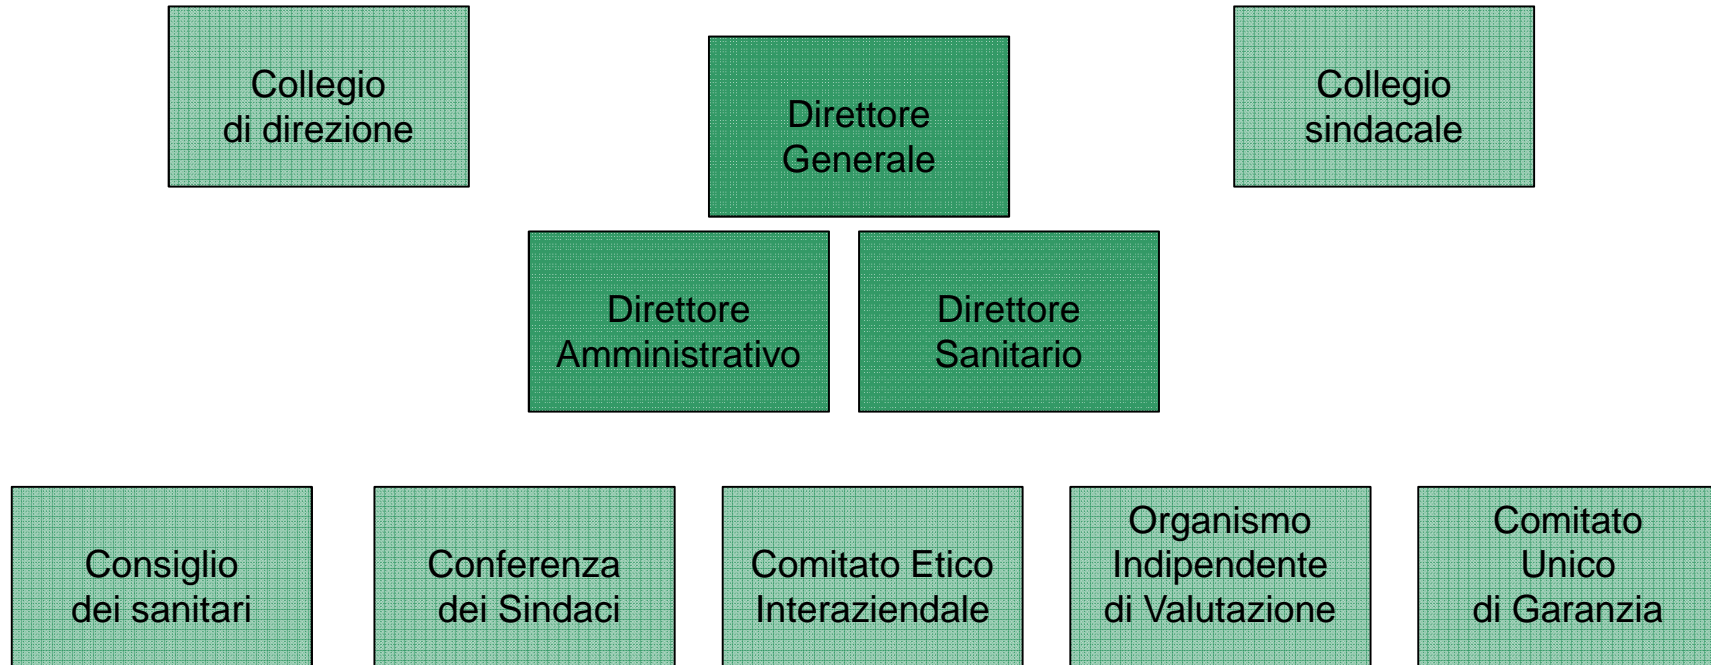 Collegio
di direzione
Direttore
Generale
Collegio
sindacale
Direttore
Amministrativo
Direttore
Sanitario
Consiglio
dei sanitari
Conferenza
dei Sindaci
Comitato Etico
Interaziendale
Organismo
Indipendente
di Valutazione
Comitato
Unico
di Garanzia